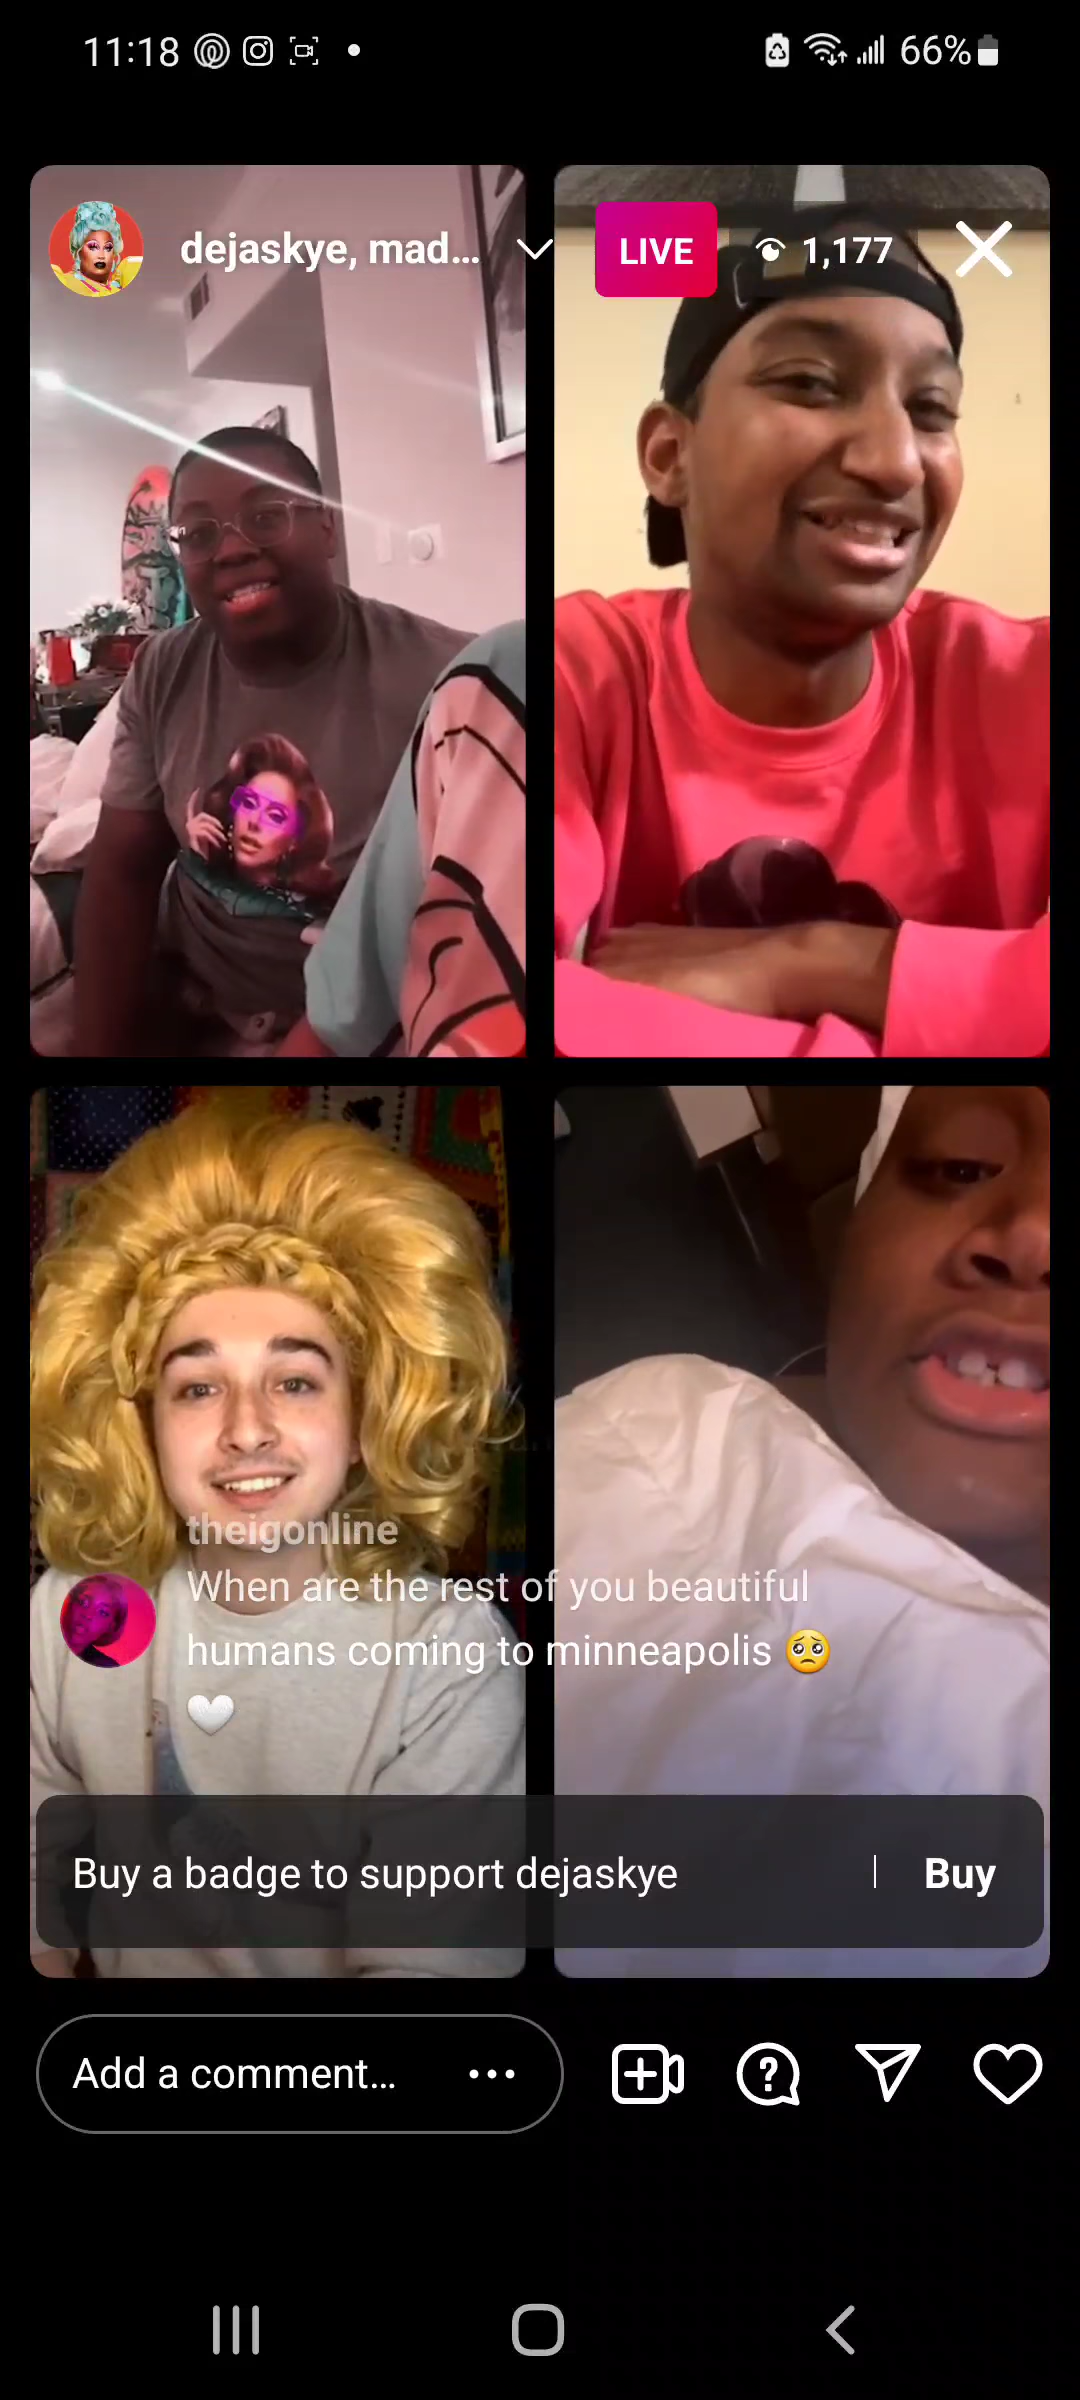 11:18
66%
dejaskye, mad...
LIVE
1,177
theigonline
When are the rest of you beautiful
humans coming to minneapolis 🥺
🤍
Buy a badge to support dejaskye
Buy
Add a comment...